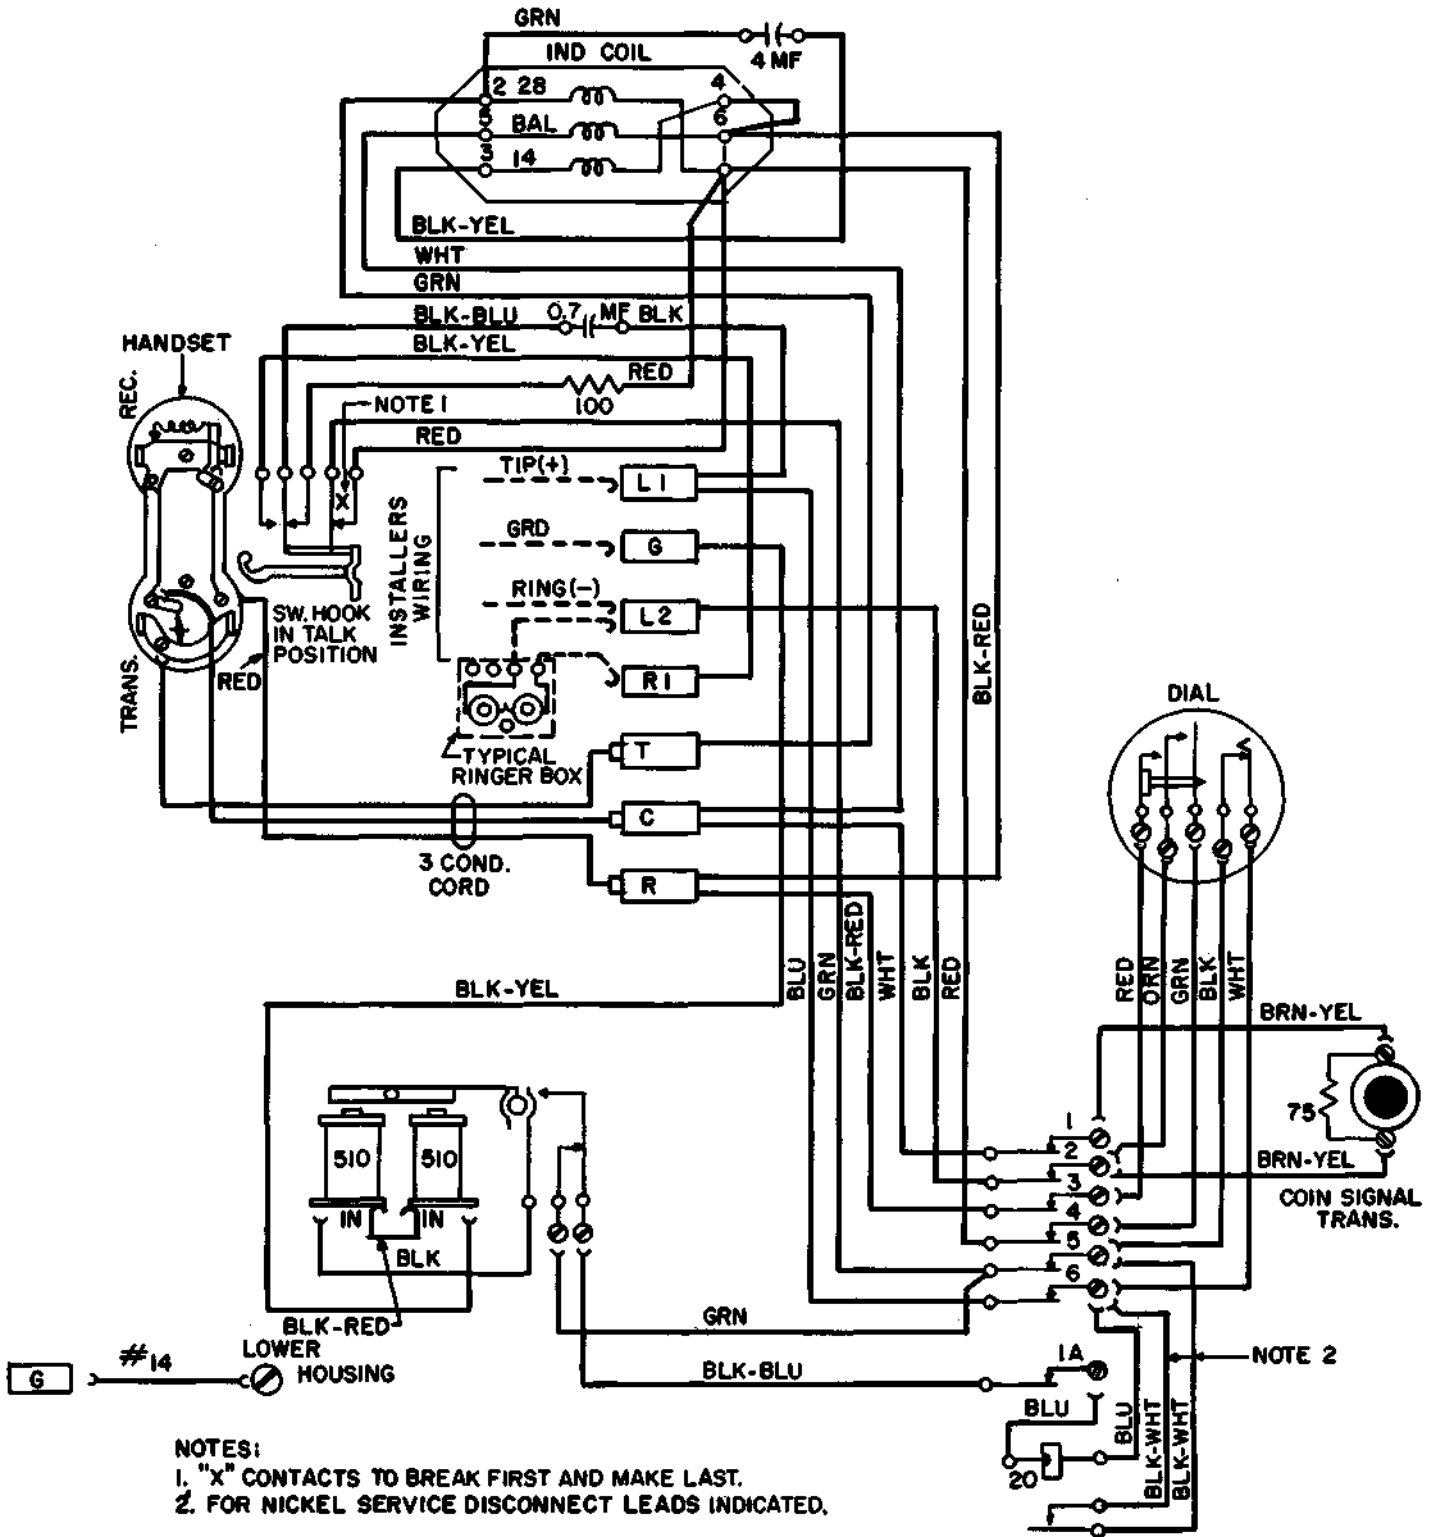 GRN
4 MF
IND COIL
2 28
4
5
BAL
6
3
14
BLK-YEL
WHT
GRN
BLK-BLU
0.7 MF
BLK
BLK-YEL
RED
100
NOTE 1
RED
HANDSET
REC.
TRANS.
X
SW. HOOK
IN TALK
POSITION
RED
INSTALLERS
WIRING
TIP(+)
L1
GRD
G
RING(-)
L2
R1
TYPICAL
RINGER BOX
T
C
R
3 COND.
CORD
BLK-RED
DIAL
BLU
GRN
BLK-RED
WHT
BLK
RED
RED
ORN
GRN
BLK
WHT
BRN-YEL
75
BRN-YEL
COIN SIGNAL
TRANS.
1
2
3
4
5
6
BLK-YEL
510
510
IN
IN
BLK
BLK-RED
GRN
BLK-BLU
1A
NOTE 2
BLU
BLU
BLK-WHT
BLK-WHT
20
G
#14
LOWER
HOUSING
NOTES:
1. "X" CONTACTS TO BREAK FIRST AND MAKE LAST.
2. FOR NICKEL SERVICE DISCONNECT LEADS INDICATED.